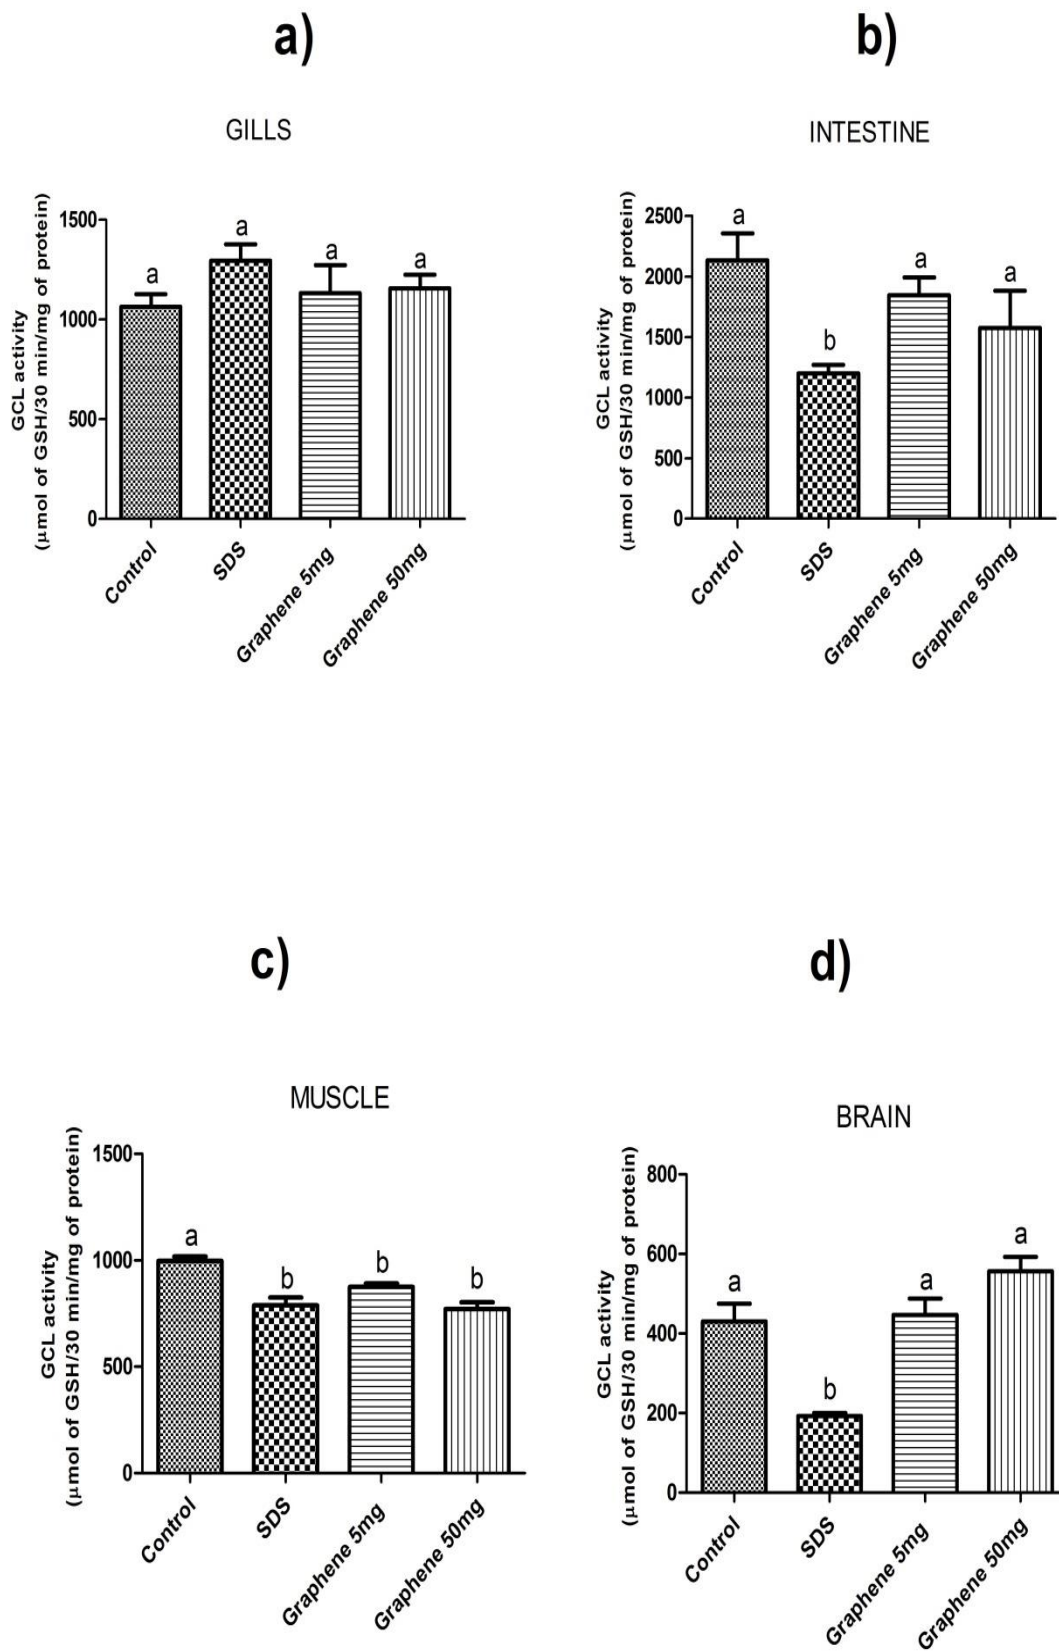 a)
GILLS
GCL activity
(μmol of GSH/30 min/mg of protein)
1500
1000
500
0
a
a
a
a
Control
SDS
Graphene 5mg
Graphene 50mg
b)
INTESTINE
GCL activity
(μmol of GSH/30 min/mg of protein)
2500
2000
1500
1000
500
0
a
b
a
a
Control
SDS
Graphene 5mg
Graphene 50mg
c)
MUSCLE
GCL activity
(μmol of GSH/30 min/mg of protein)
1500
1000
500
0
a
b
b
b
Control
SDS
Graphene 5mg
Graphene 50mg
d)
BRAIN
GCL activity
(μmol of GSH/30 min/mg of protein)
800
600
400
200
0
a
b
a
a
Control
SDS
Graphene 5mg
Graphene 50mg